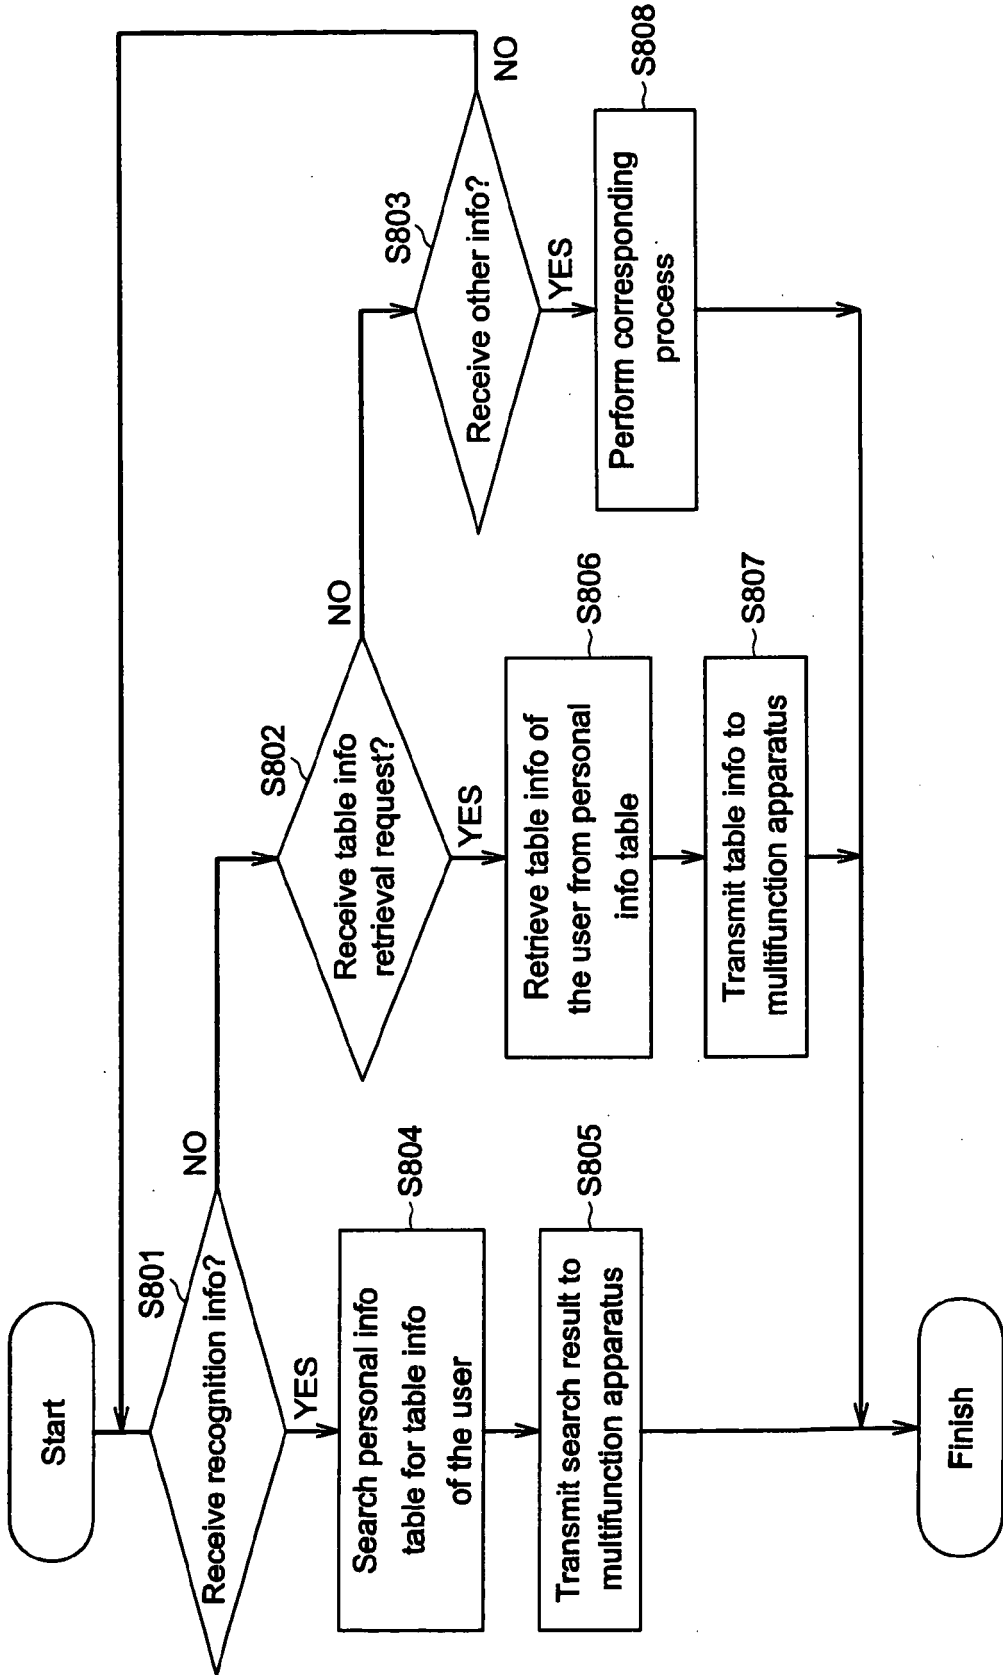 Start
S801
Receive recognition info?
NO
YES
Search personal info
table for table info
of the user
S804
Transmit search result to
multifunction apparatus
S805
S802
Receive table info
retrieval request?
NO
YES
Retrieve table info of
the user from personal
info table
S806
Transmit table info to
multifunction apparatus
S807
S803
Receive other info?
NO
YES
Perform corresponding
process
S808
Finish